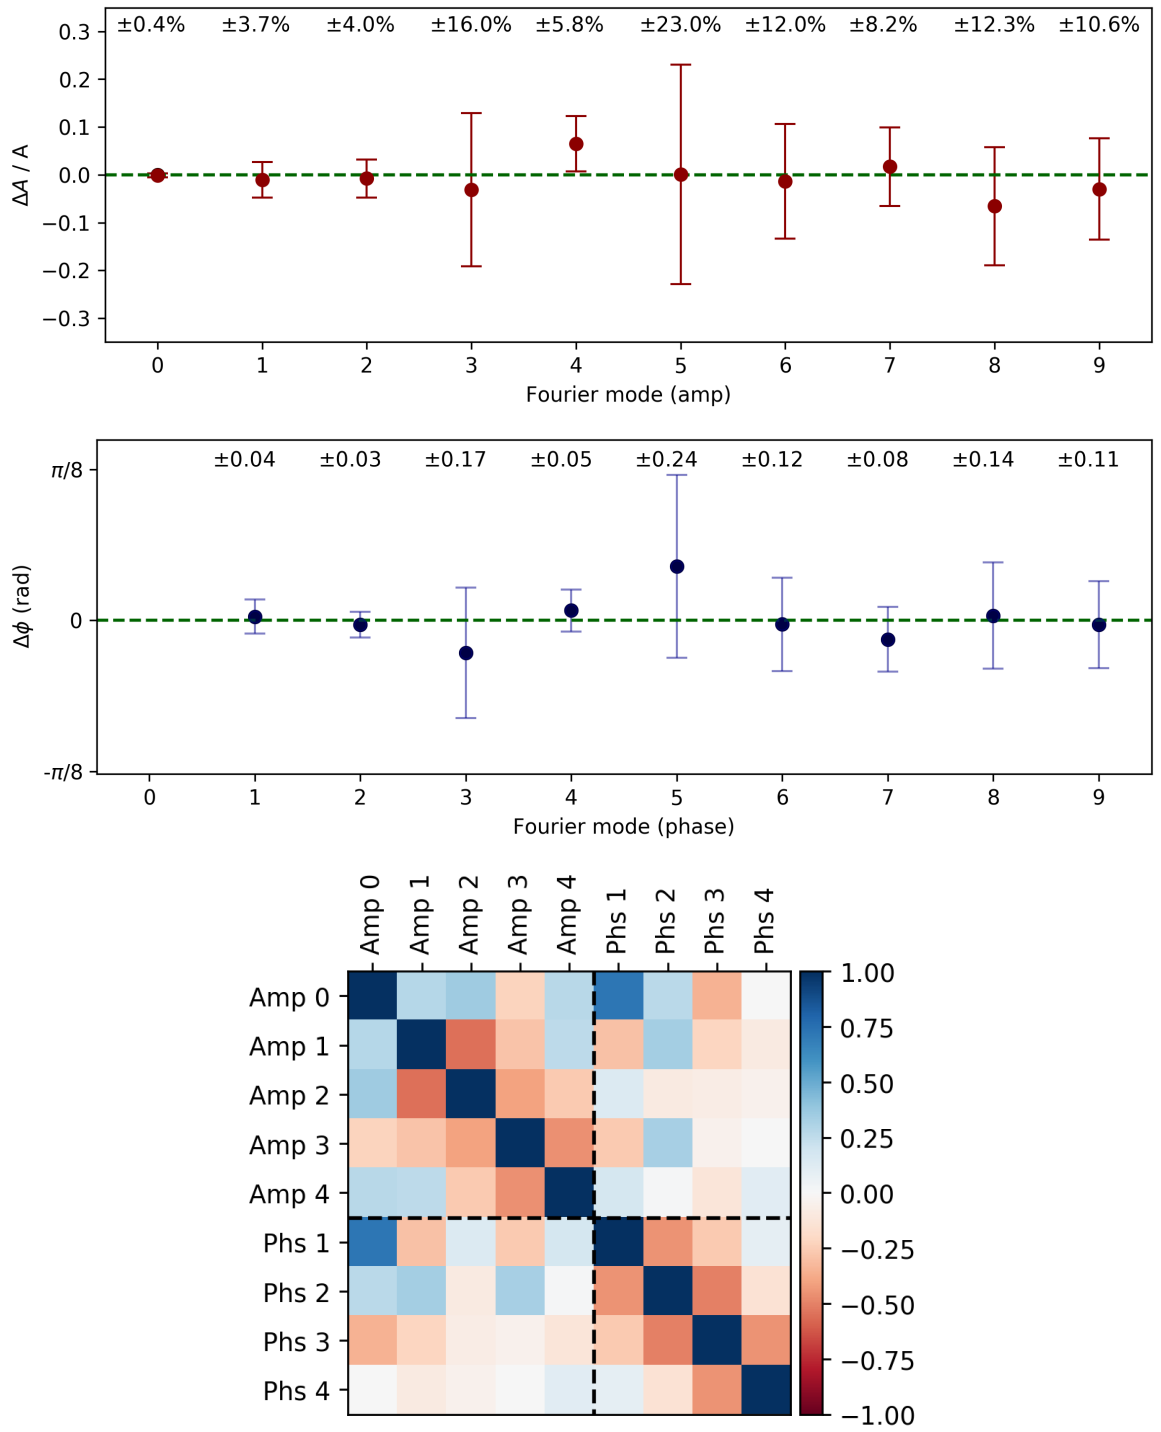 ±0.4% ±3.7% ±4.0% ±16.0% ±5.8% ±23.0% ±12.0% ±8.2% ±12.3% ±10.6%
0.3
0.2
0.1
0.0
−0.1
−0.2
−0.3
ΔA / A
0 1 2 3 4 5 6 7 8 9
Fourier mode (amp)
±0.04 ±0.03 ±0.17 ±0.05 ±0.24 ±0.12 ±0.08 ±0.14 ±0.11
π/8
0
-π/8
Δϕ (rad)
0 1 2 3 4 5 6 7 8 9
Fourier mode (phase)
Amp 0 Amp 1 Amp 2 Amp 3 Amp 4 Phs 1 Phs 2 Phs 3 Phs 4
Amp 0
Amp 1
Amp 2
Amp 3
Amp 4
Phs 1
Phs 2
Phs 3
Phs 4
1.00
0.75
0.50
0.25
0.00
−0.25
−0.50
−0.75
−1.00